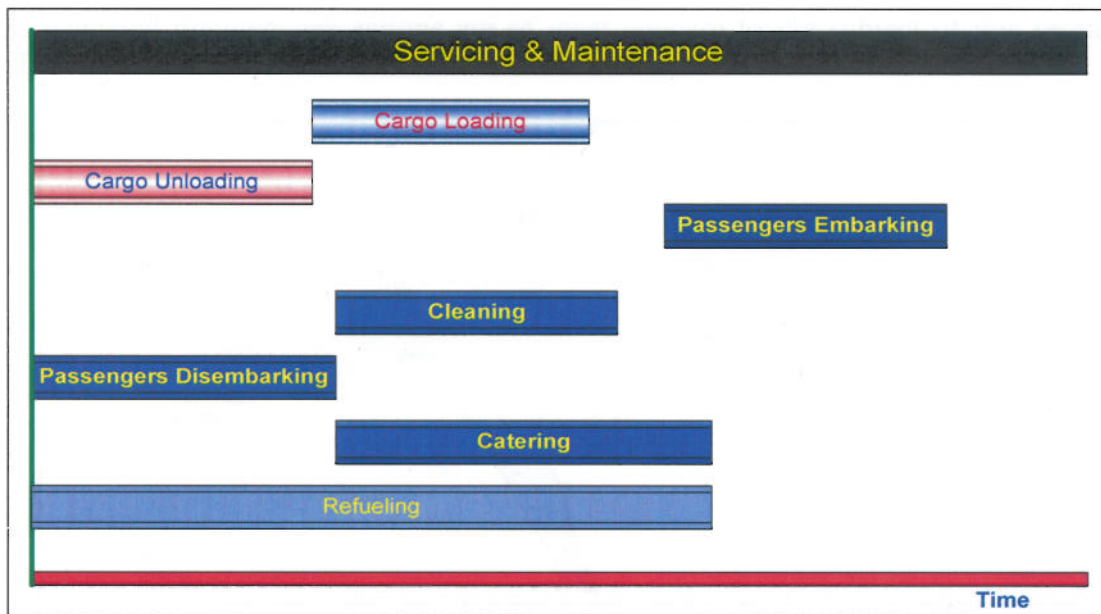 Servicing & Maintenance
Cargo Loading
Cargo Unloading
Passengers Embarking
Cleaning
Passengers Disembarking
Catering
Refueling
Time